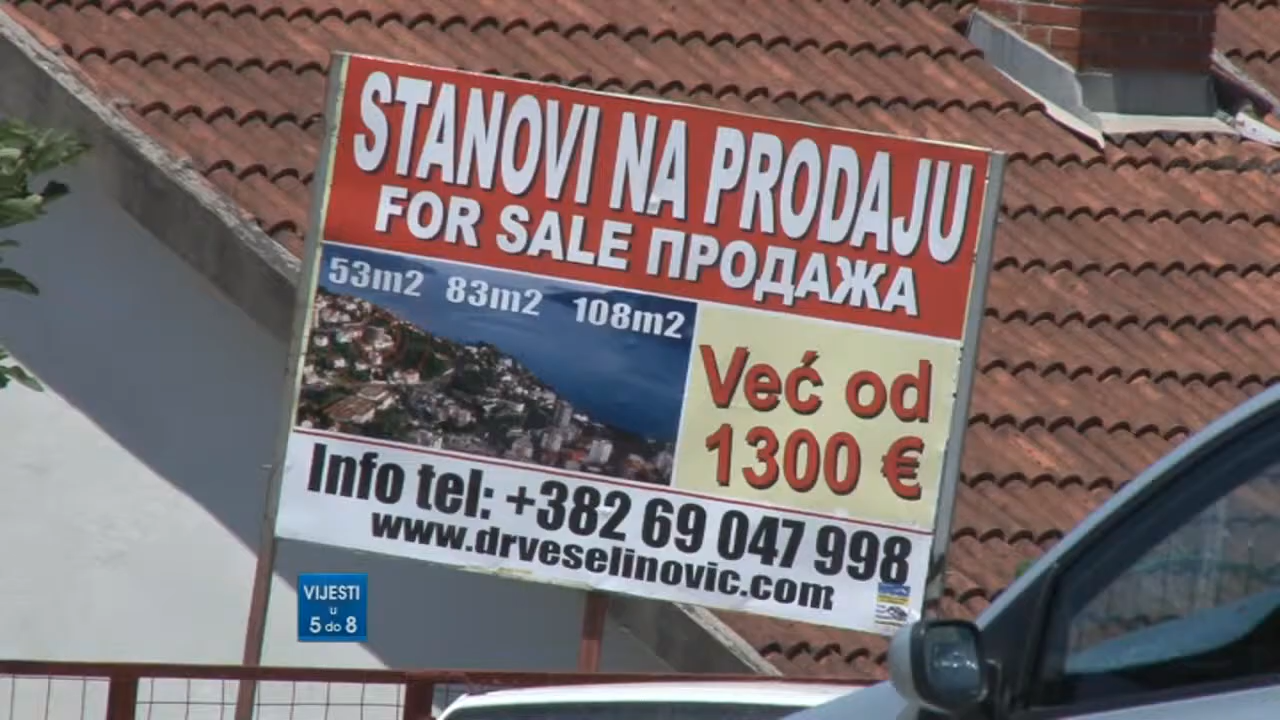 STANOVI NA PRODAJU
FOR SALE ПРОДАЖА
53m2 83m2 108m2
Već od
1300 €
Info tel: +382 69 047 998
www.drveselinovic.com
VIJESTI
u
5 do 8